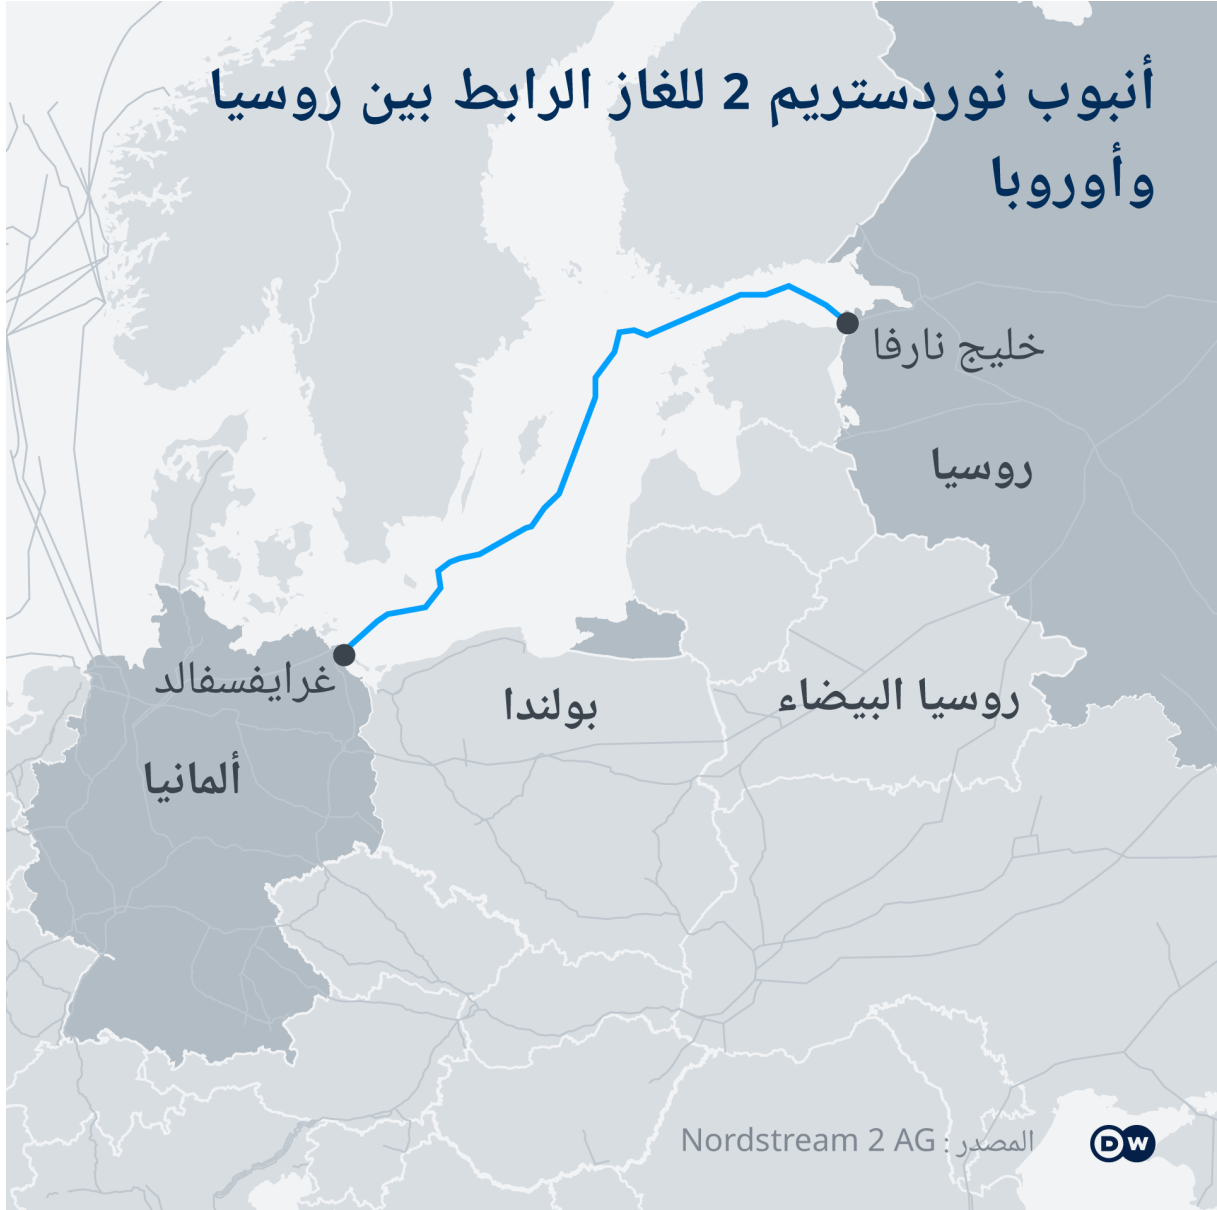 أنبوب نوردستريم 2 للغاز الرابط بين روسيا
وأوروبا
خليج نارفا
روسيا
غرايفسفالد
بولندا
روسيا البيضاء
ألمانيا
المصدر : Nordstream 2 AG
DW